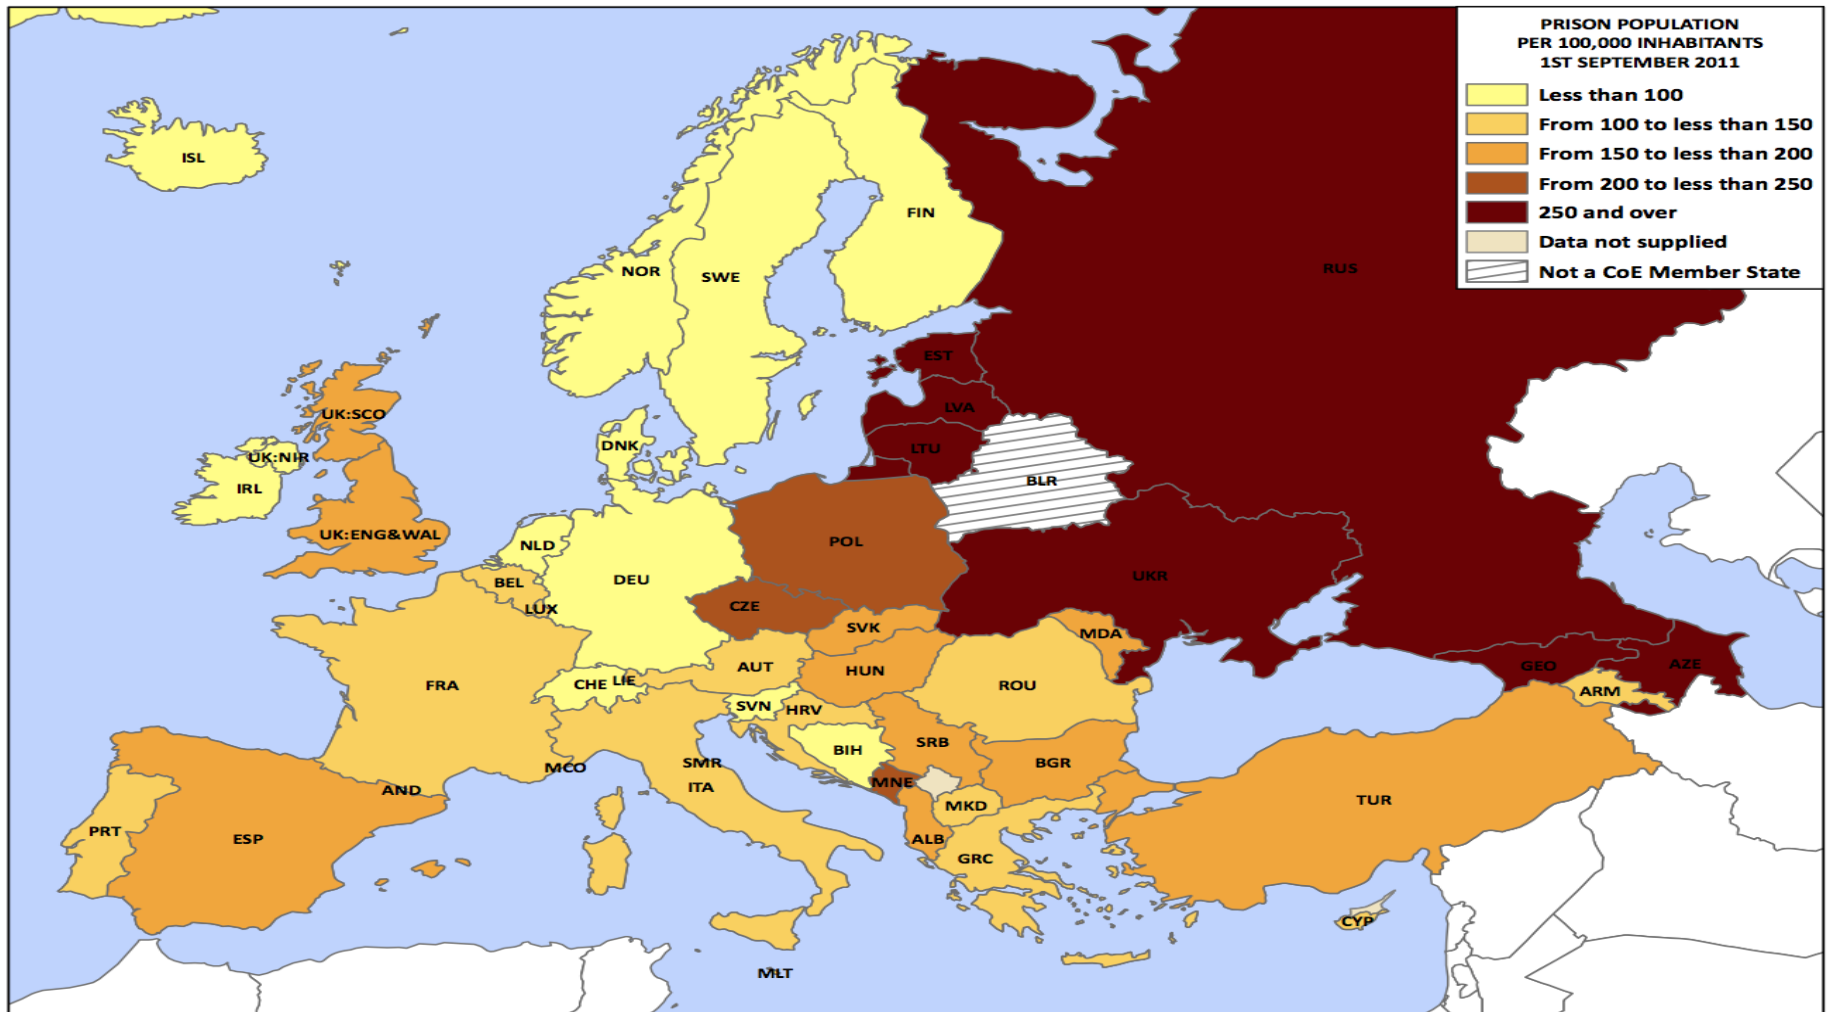 PRISON POPULATION
PER 100,000 INHABITANTS
1ST SEPTEMBER 2011
Less than 100
From 100 to less than 150
From 150 to less than 200
From 200 to less than 250
250 and over
Data not supplied
Not a CoE Member State
ISL
FIN
NOR
SWE
RUS
EST
LVA
UK:SCO
DNK
LTU
UK:NIR
IRL
BLR
UK:ENG&WAL
NLD
POL
BEL
DEU
UKR
LUX
CZE
SVK
MDA
AUT
HUN
GEO
AZE
FRA
CHE
LIE
ROU
ARM
SVN
HRV
BIH
SRB
MCO
SMR
BGR
AND
ITA
MNE
MKD
TUR
PRT
ESP
ALB
GRC
CYP
MLT